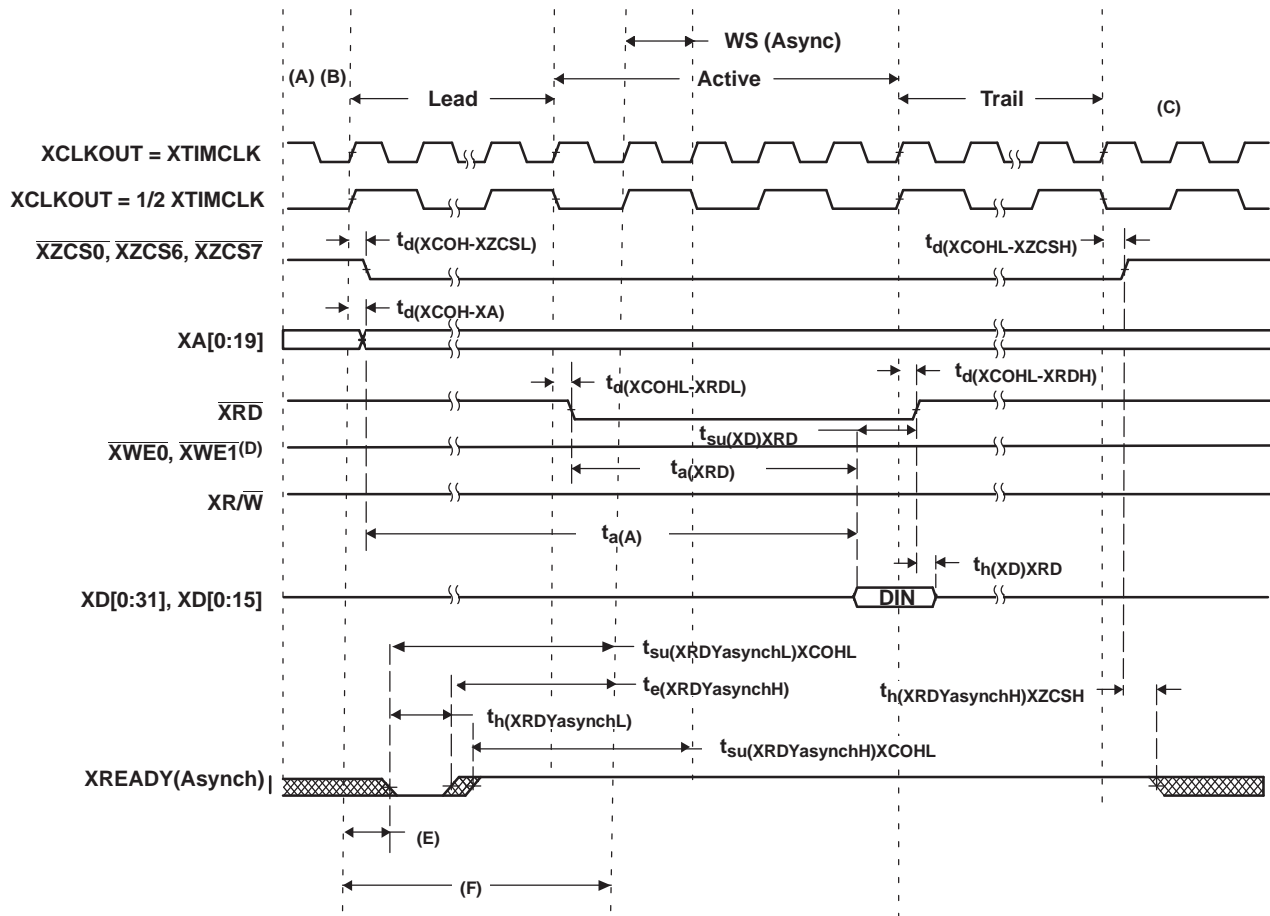 WS (Async)
(A) (B)
Active
Lead
Trail
(C)
XCLKOUT = XTIMCLK
XCLKOUT = 1/2 XTIMCLK
td(XCOH-XZCSL)
td(XCOHL-XZCSH)
XZCS0, XZCS6, XZCS7
td(XCOH-XA)
XA[0:19]
td(XCOHL-XRDL)
td(XCOHL-XRDH)
XRD
tsu(XD)XRD
XWE0, XWE1(D)
ta(XRD)
XR/W
ta(A)
th(XD)XRD
XD[0:31], XD[0:15]
DIN
tsu(XRDYasynchL)XCOHL
te(XRDYasynchH)
th(XRDYasynchH)XZCSH
th(XRDYasynchL)
tsu(XRDYasynchH)XCOHL
XREADY(Asynch)
(E)
(F)